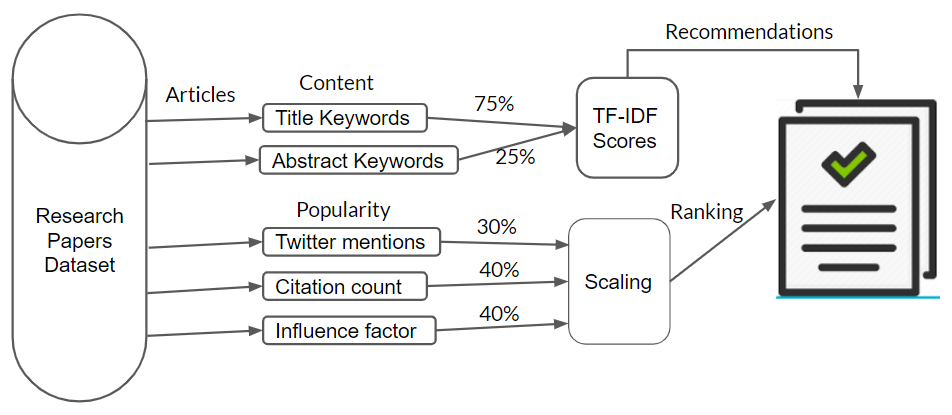 Recommendations
Articles
Content
Title Keywords
75%
TF-IDF
Scores
Abstract Keywords
25%
Research
Papers
Dataset
Popularity
Twitter mentions
30%
Ranking
Citation count
40%
Scaling
Influence factor
40%